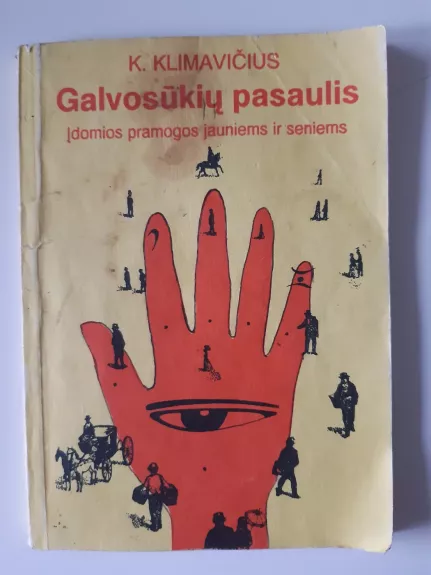 K. KLIMAVIČIUS
Galvosūkių pasaulis
Įdomios pramogos jauniems ir seniems